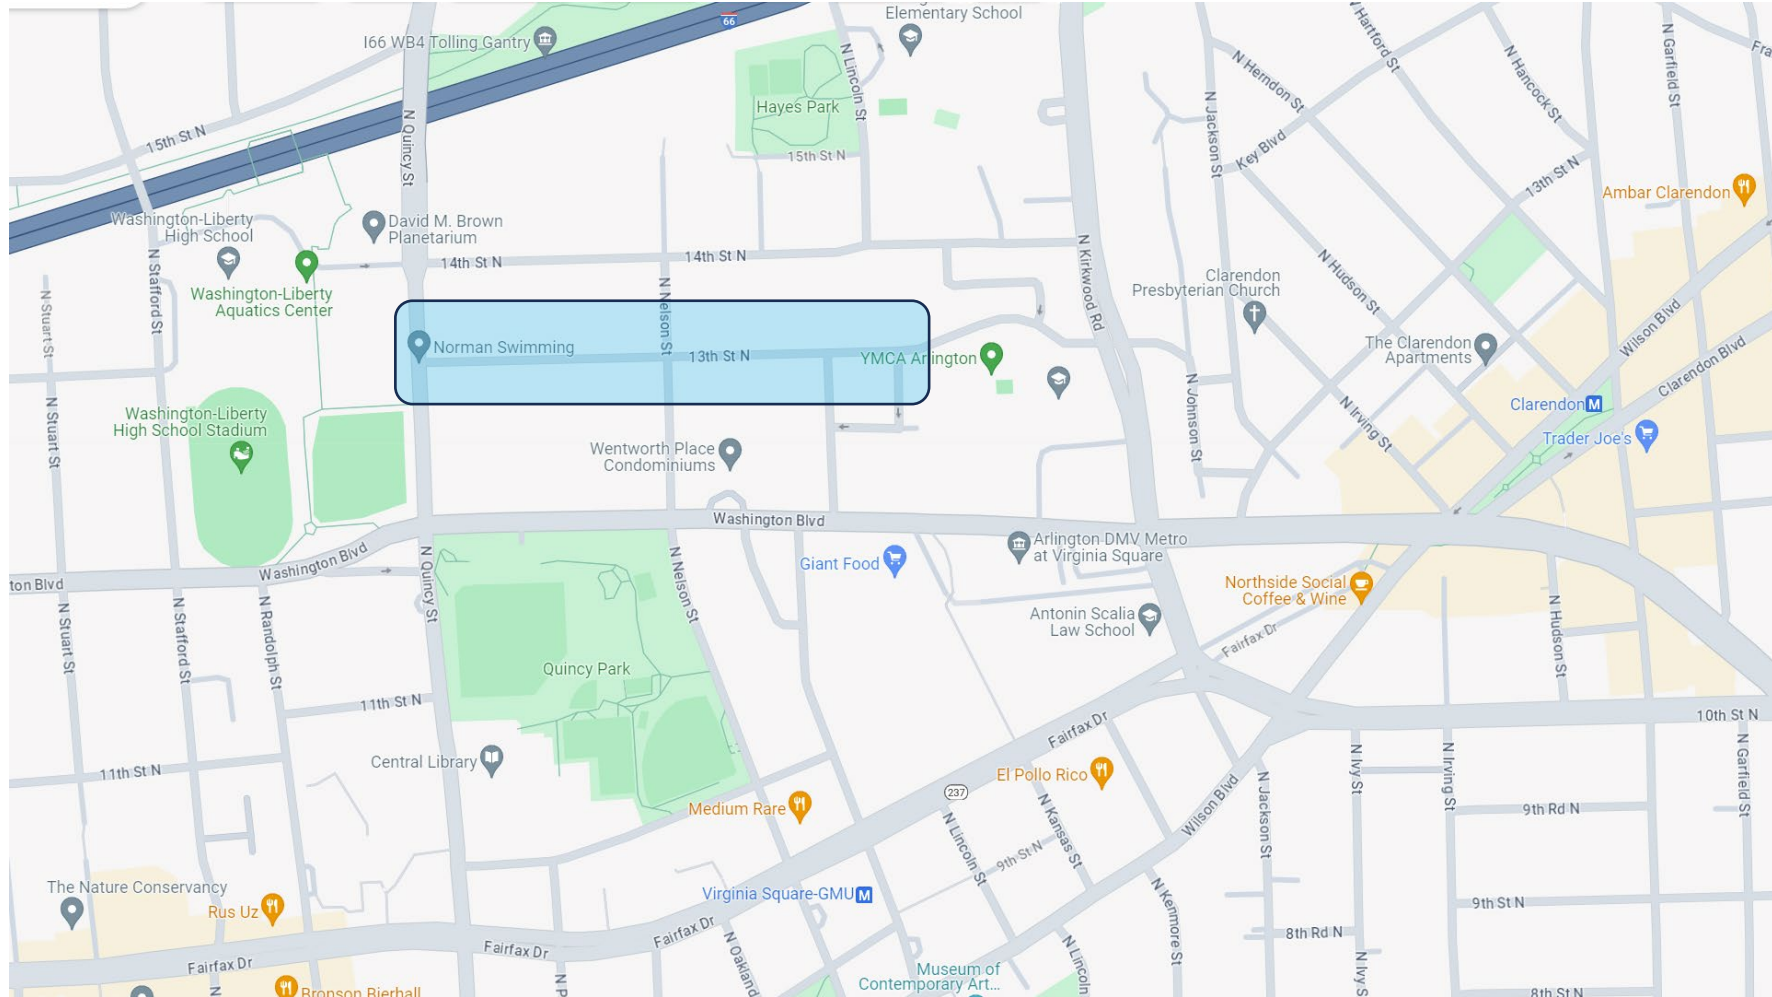 66
Elementary School
I66 WB4 Tolling Gantry
N Lincoln St
N Hartford St
N Hancock St
N Garfield St
Fra
N Herndon St
Hayes Park
N Quincy St
N Jackson St
15th St N
15th St N
Key Blvd
13th St N
Ambar Clarendon
Washington-Liberty
High School
David M. Brown
Planetarium
N Stafford St
14th St N
14th St N
N Kirkwood Rd
N Hudson St
Clarendon
Presbyterian Church
Washington-Liberty
Aquatics Center
N Stuart St
N Nelson St
Norman Swimming
13th St N
YMCA Arlington
The Clarendon
Apartments
Wilson Blvd
Clarendon Blvd
N Stuart St
Washington-Liberty
High School Stadium
N Johnson St
N Irving St
Clarendon
M
Trader Joe's
Wentworth Place
Condominiums
Washington Blvd
Washington Blvd
ton Blvd
Giant Food
Arlington DMV Metro
at Virginia Square
N Quincy St
N Nelson St
Northside Social
Coffee & Wine
Antonin Scalia
Law School
Fairfax Dr
N Stuart St
N Stafford St
N Randolph St
N Hudson St
Quincy Park
11th St N
10th St N
Fairfax Dr
Central Library
11th St N
El Pollo Rico
237
Medium Rare
Wilson Blvd
N Jackson St
N Ivy St
N Irving St
N Garfield St
9th Rd N
N Lincoln St
N Kansas St
9th St N
The Nature Conservancy
Rus Uz
Virginia Square-GMU
M
N Kenmore St
9th St N
8th Rd N
Fairfax Dr
Fairfax Dr
Fairfax Dr
N Oakland
N Lincoln
N Ivy S
N P
N
Museum of
Contemporary Art...
Bronson Bierhall
8th St N